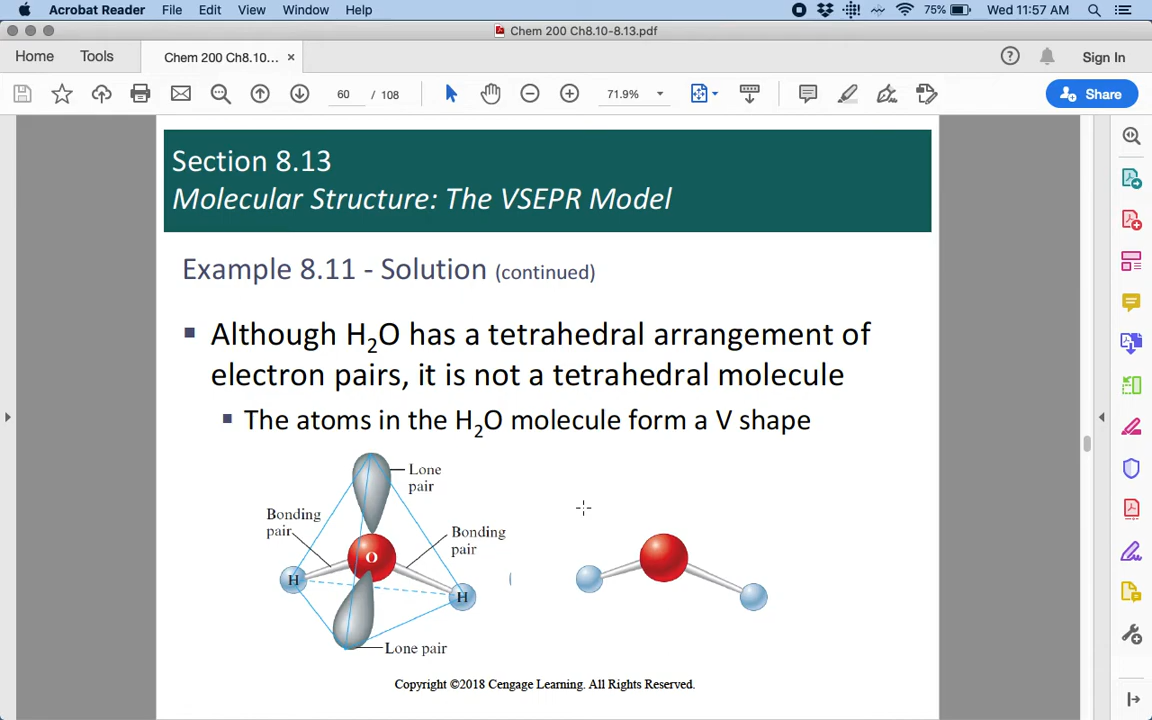 Acrobat Reader File Edit View Window Help 75% Wed 11:57 AM
Chem 200 Ch8.10-8.13.pdf
Home Tools Chem 200 Ch8.10... × Sign In
60 / 108 71.9% Share
Section 8.13
Molecular Structure: The VSEPR Model
Example 8.11 - Solution (continued)
Although H₂O has a tetrahedral arrangement of
electron pairs, it is not a tetrahedral molecule
The atoms in the H₂O molecule form a V shape
Lone
pair
Bonding
pair
Bonding
pair
O
H
H
Lone pair
Copyright ©2018 Cengage Learning. All Rights Reserved.